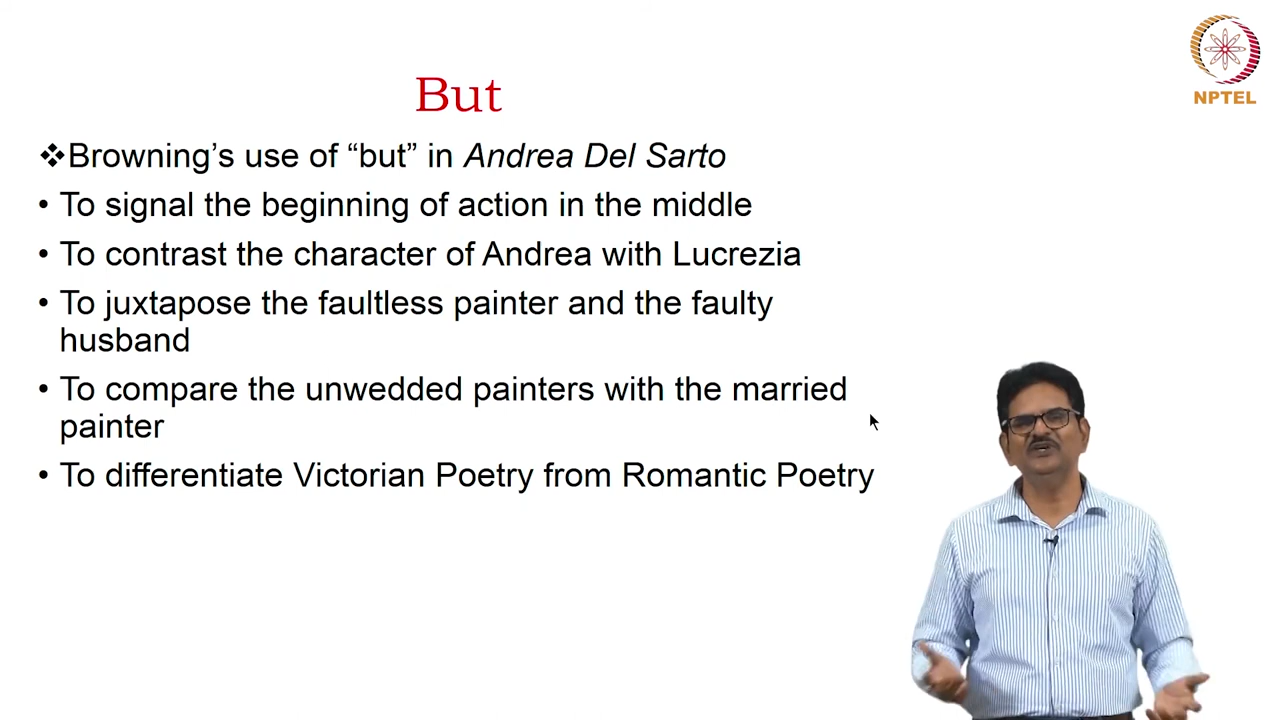 But
NPTEL
❖Browning’s use of “but” in Andrea Del Sarto
• To signal the beginning of action in the middle
• To contrast the character of Andrea with Lucrezia
• To juxtapose the faultless painter and the faulty
husband
• To compare the unwedded painters with the married
painter
• To differentiate Victorian Poetry from Romantic Poetry